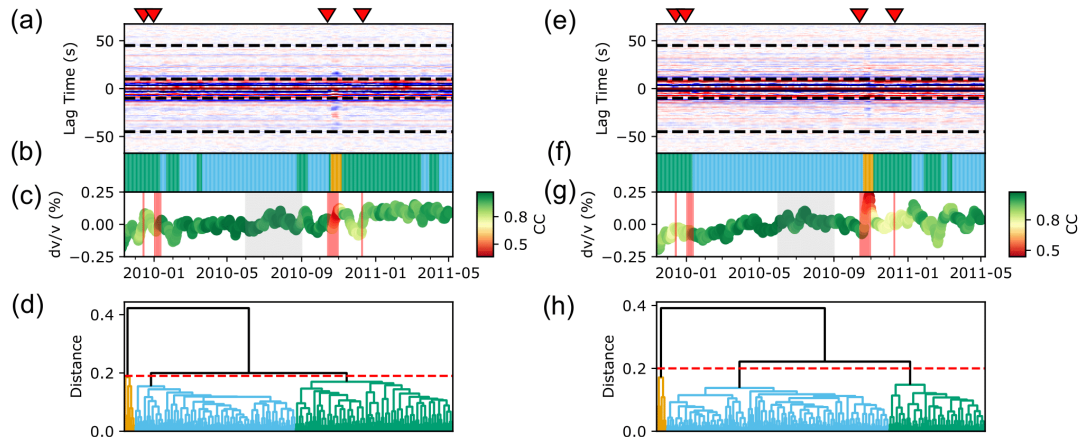 (a)
50
0
−50
Lag Time (s)
(b)
(c)
0.25
0.00
−0.25
dv/v (%)
0.8
0.5
CC
2010-01 2010-05 2010-09 2011-01 2011-05
(d)
0.4
0.2
0.0
Distance
(e)
50
0
−50
Lag Time (s)
(f)
(g)
0.25
0.00
−0.25
dv/v (%)
0.8
0.5
CC
2010-01 2010-05 2010-09 2011-01 2011-05
(h)
0.4
0.2
0.0
Distance